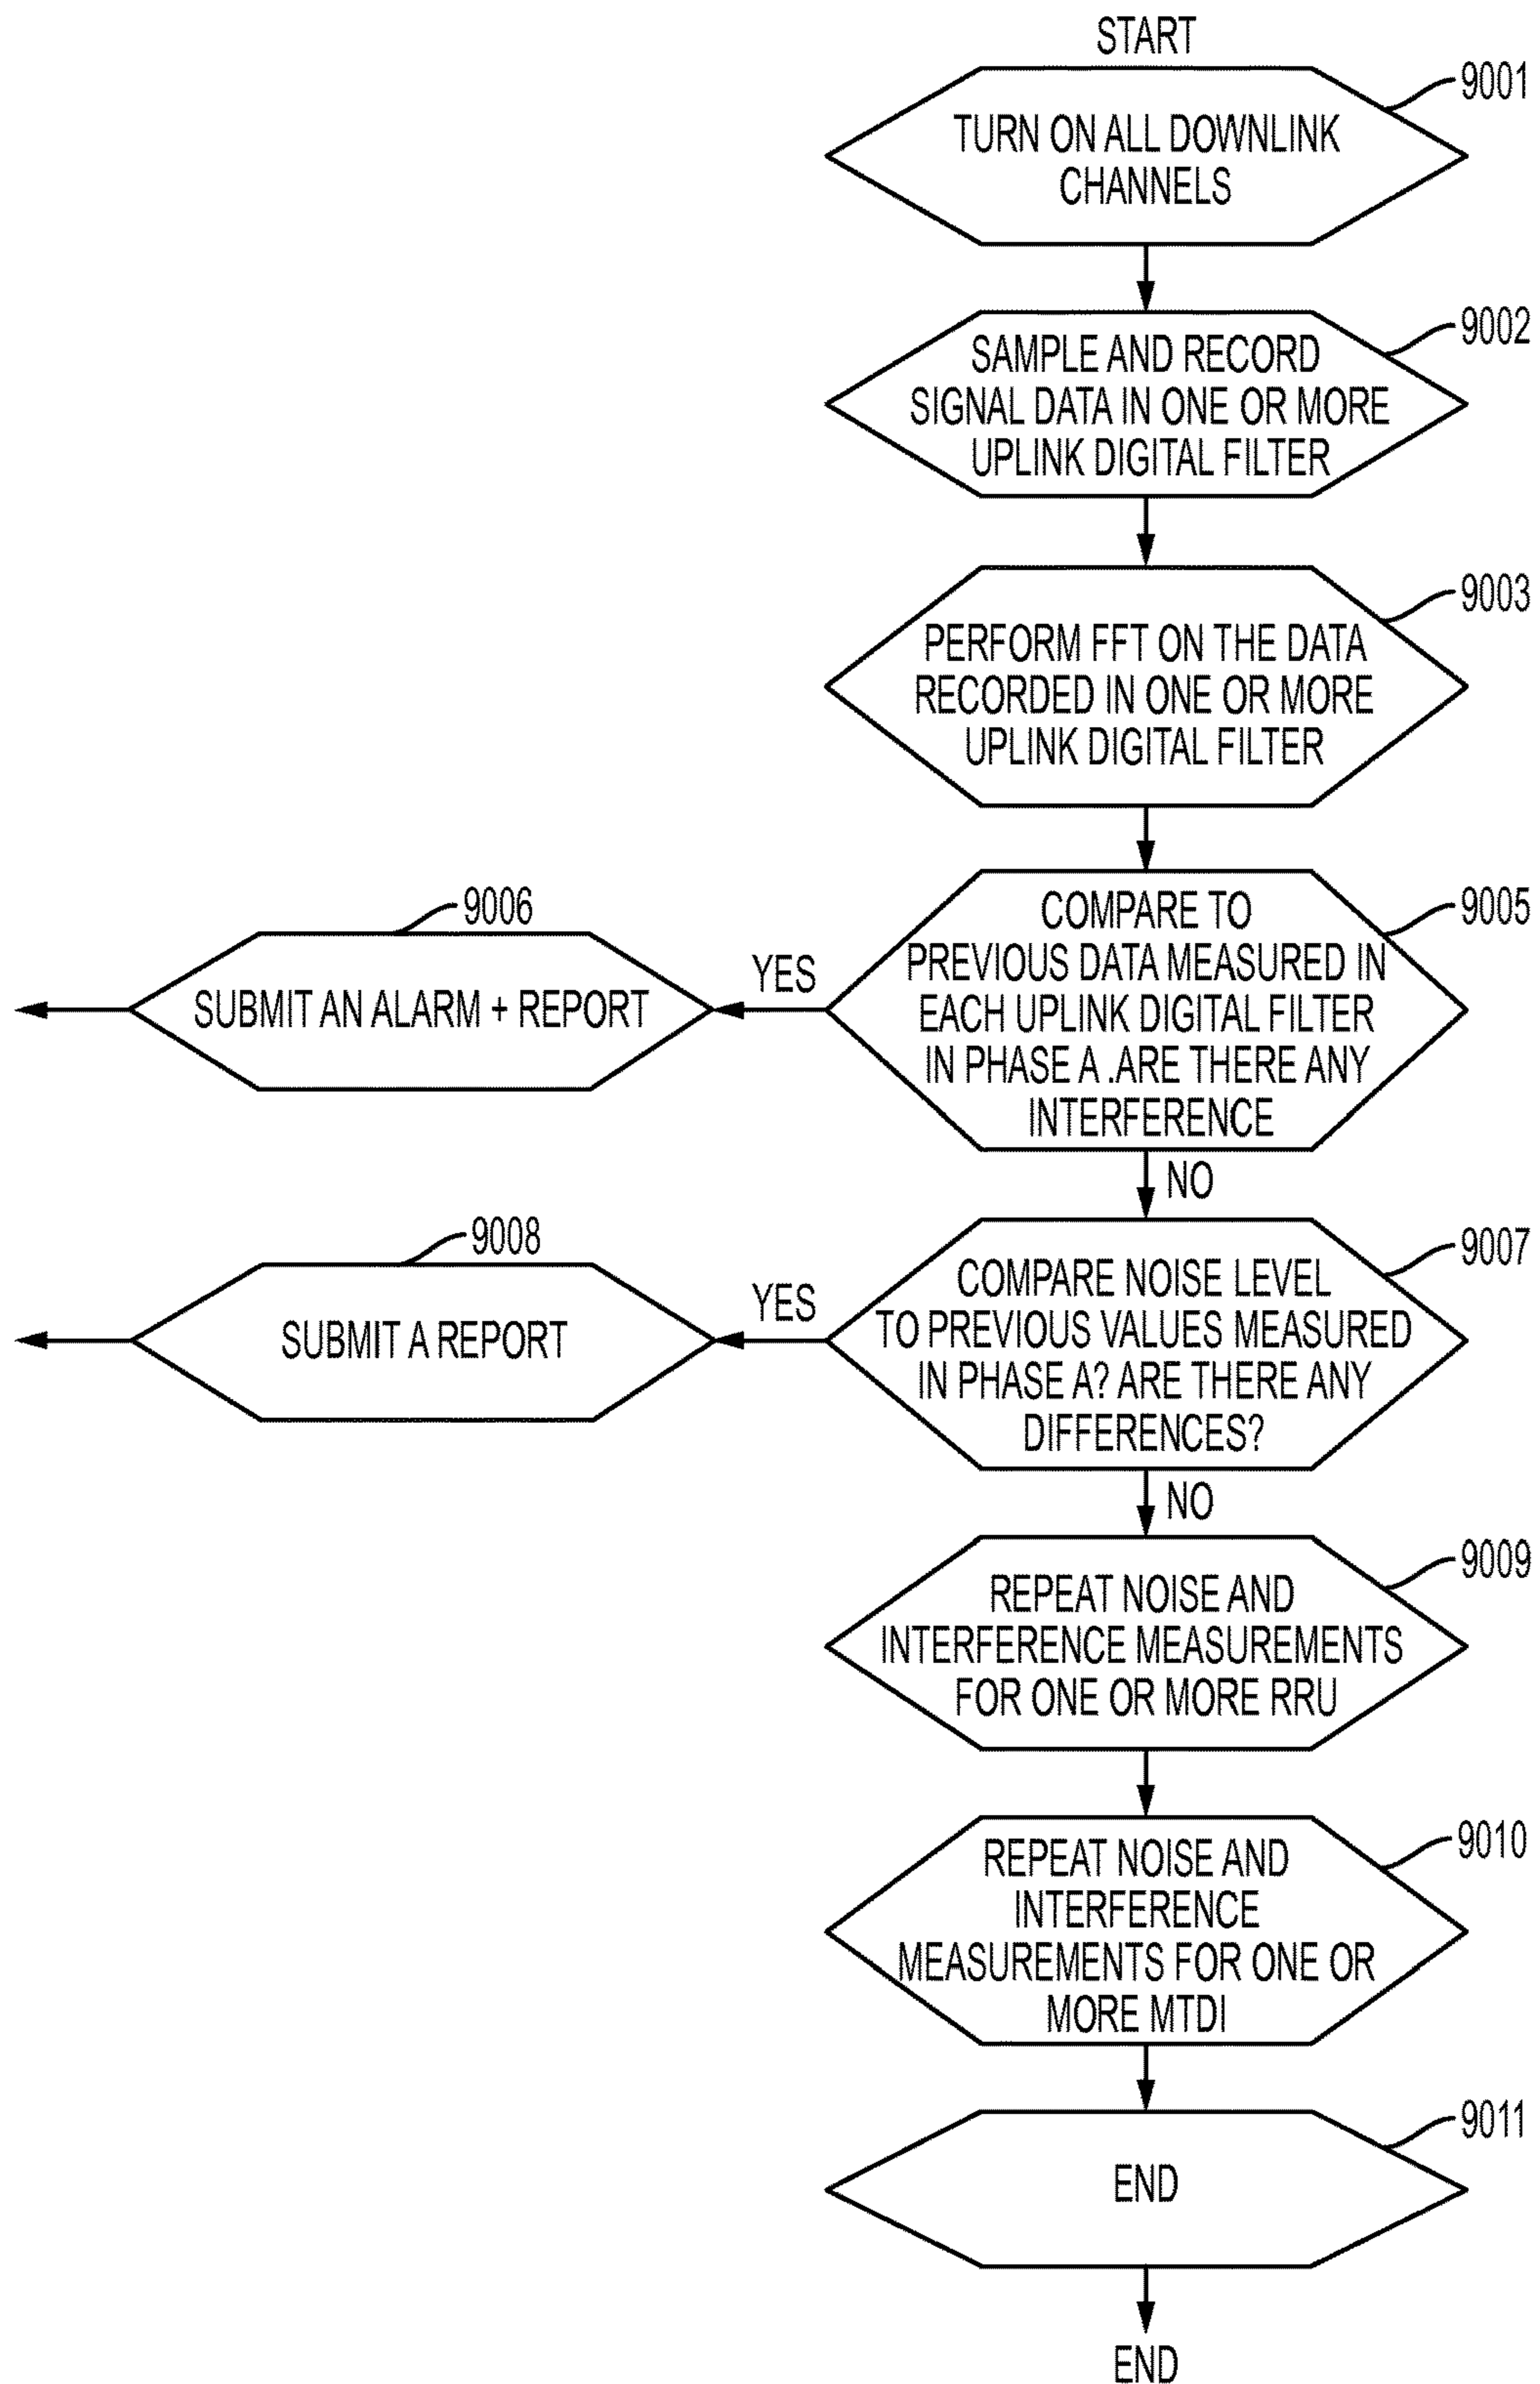 START
9001
TURN ON ALL DOWNLINK
CHANNELS
9002
SAMPLE AND RECORD
SIGNAL DATA IN ONE OR MORE
UPLINK DIGITAL FILTER
9003
PERFORM FFT ON THE DATA
RECORDED IN ONE OR MORE
UPLINK DIGITAL FILTER
9005
COMPARE TO
PREVIOUS DATA MEASURED IN
EACH UPLINK DIGITAL FILTER
IN PHASE A .ARE THERE ANY
INTERFERENCE
YES
9006
SUBMIT AN ALARM + REPORT
NO
9007
COMPARE NOISE LEVEL
TO PREVIOUS VALUES MEASURED
IN PHASE A? ARE THERE ANY
DIFFERENCES?
YES
9008
SUBMIT A REPORT
NO
9009
REPEAT NOISE AND
INTERFERENCE MEASUREMENTS
FOR ONE OR MORE RRU
9010
REPEAT NOISE AND
INTERFERENCE
MEASUREMENTS FOR ONE OR
MORE MTDI
9011
END
END